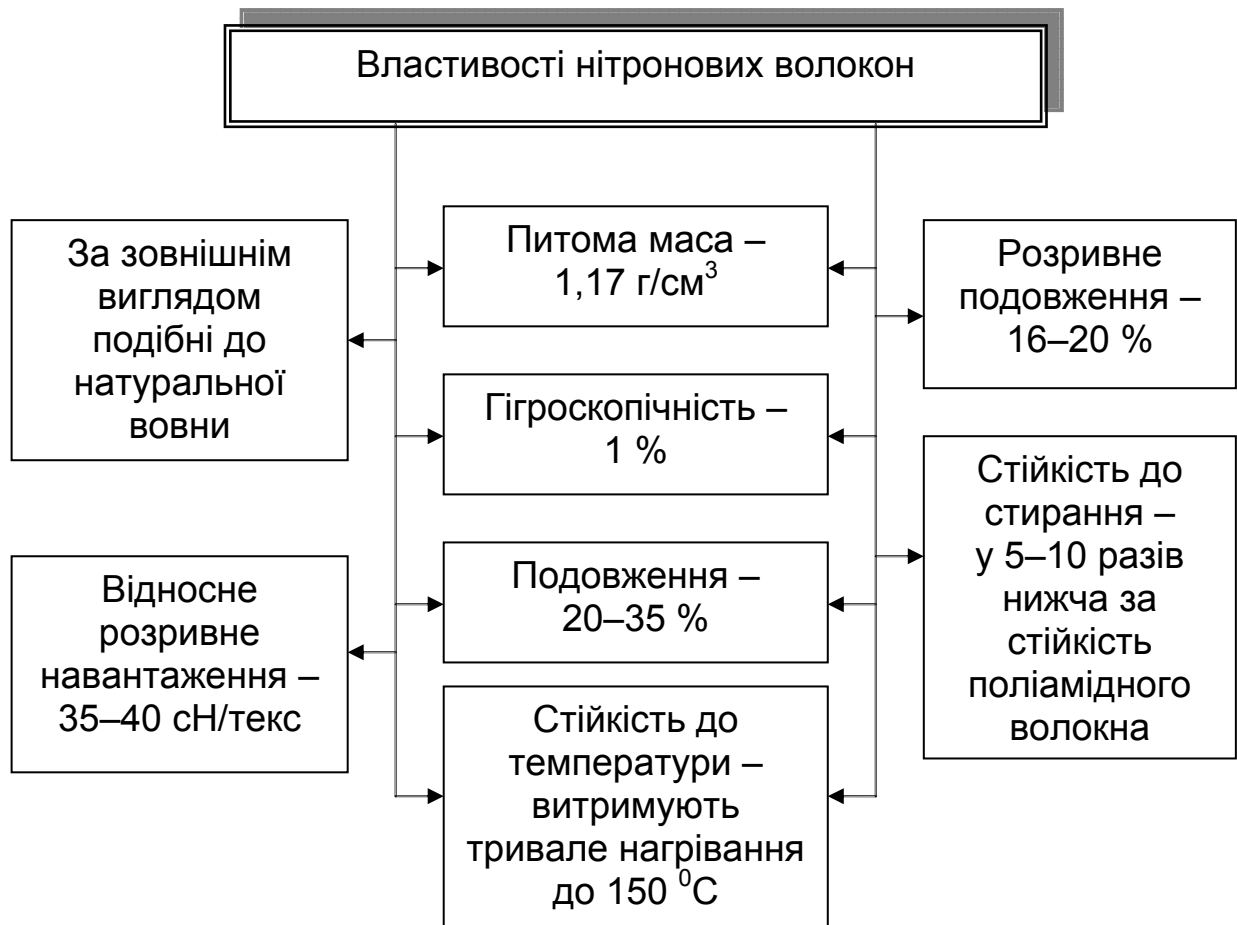 Властивості нітронових волокон
За зовнішнім
виглядом
подібні до
натуральної
вовни
Відносне
розривне
навантаження –
35–40 сН/текс
Питома маса –
1,17 г/см³
Гігроскопічність –
1 %
Подовження –
20–35 %
Стійкість до
температури –
витримують
тривале нагрівання
до 150 ⁰С
Розривне
подовження –
16–20 %
Стійкість до
стирання –
у 5–10 разів
нижча за
стійкість
поліамідного
волокна